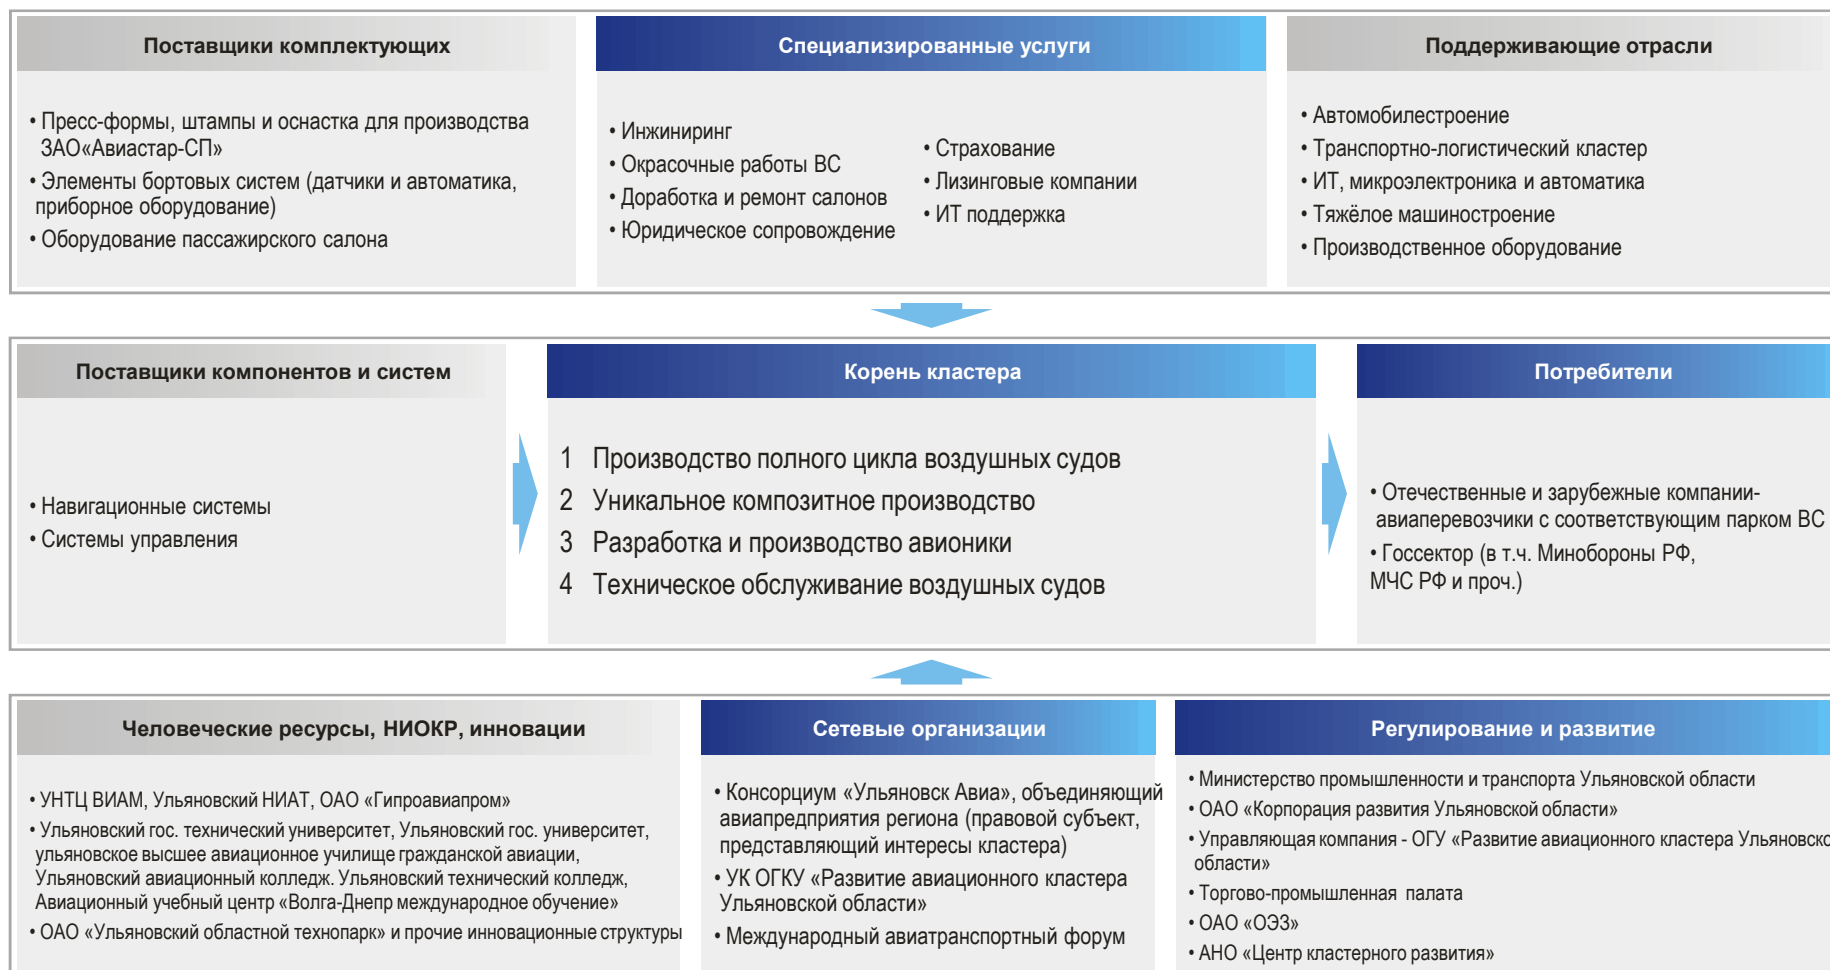 Поставщики комплектующих
• Пресс-формы, штампы и оснастка для производства
ЗАО«Авиастар-СП»
• Элементы бортовых систем (датчики и автоматика,
приборное оборудование)
• Оборудование пассажирского салона
Специализированные услуги
• Инжиниринг
• Окрасочные работы ВС
• Доработка и ремонт салонов
• Юридическое сопровождение
• Страхование
• Лизинговые компании
• ИТ поддержка
Поддерживающие отрасли
• Автомобилестроение
• Транспортно-логистический кластер
• ИТ, микроэлектроника и автоматика
• Тяжёлое машиностроение
• Производственное оборудование
Поставщики компонентов и систем
• Навигационные системы
• Системы управления
Корень кластера
1 Производство полного цикла воздушных судов
2 Уникальное композитное производство
3 Разработка и производство авионики
4 Техническое обслуживание воздушных судов
Потребители
• Отечественные и зарубежные компании-
авиаперевозчики с соответствующим парком ВС
• Госсектор (в т.ч. Минобороны РФ,
МЧС РФ и проч.)
Человеческие ресурсы, НИОКР, инновации
• УНТЦ ВИАМ, Ульяновский НИАТ, ОАО «Гипроавиапром»
• Ульяновский гос. технический университет, Ульяновский гос. университет,
ульяновское высшее авиационное училище гражданской авиации,
Ульяновский авиационный колледж. Ульяновский технический колледж,
Авиационный учебный центр «Волга-Днепр международное обучение»
• ОАО «Ульяновский областной технопарк» и прочие инновационные структуры
Сетевые организации
• Консорциум «Ульяновск Авиа», объединяющий
авиапредприятия региона (правовой субъект,
представляющий интересы кластера)
• УК ОГКУ «Развитие авиационного кластера
Ульяновской области»
• Международный авиатранспортный форум
Регулирование и развитие
• Министерство промышленности и транспорта Ульяновской области
• ОАО «Корпорация развития Ульяновской области»
• Управляющая компания - ОГУ «Развитие авиационного кластера Ульяновско
области»
• Торгово-промышленная палата
• ОАО «ОЭЗ»
• АНО «Центр кластерного развития»